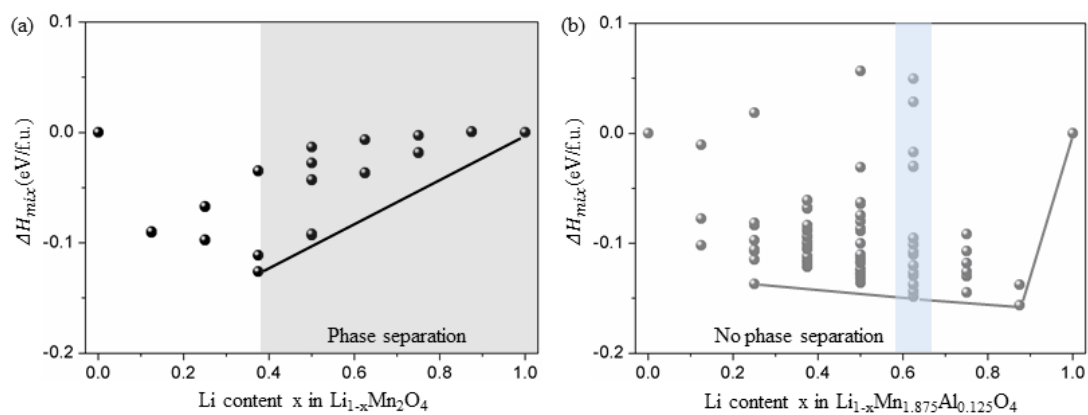 (a)
0.1
0.0
-0.1
-0.2
ΔH_mix (eV/f.u.)
0.0 0.2 0.4 0.6 0.8 1.0
Li content x in Li₁₋ₓMn₂O₄
Phase separation
(b)
0.1
0.0
-0.1
-0.2
ΔH_mix (eV/f.u.)
0.0 0.2 0.4 0.6 0.8 1.0
Li content x in Li₁₋ₓMn₁.₈₇₅Al₀.₁₂₅O₄
No phase separation